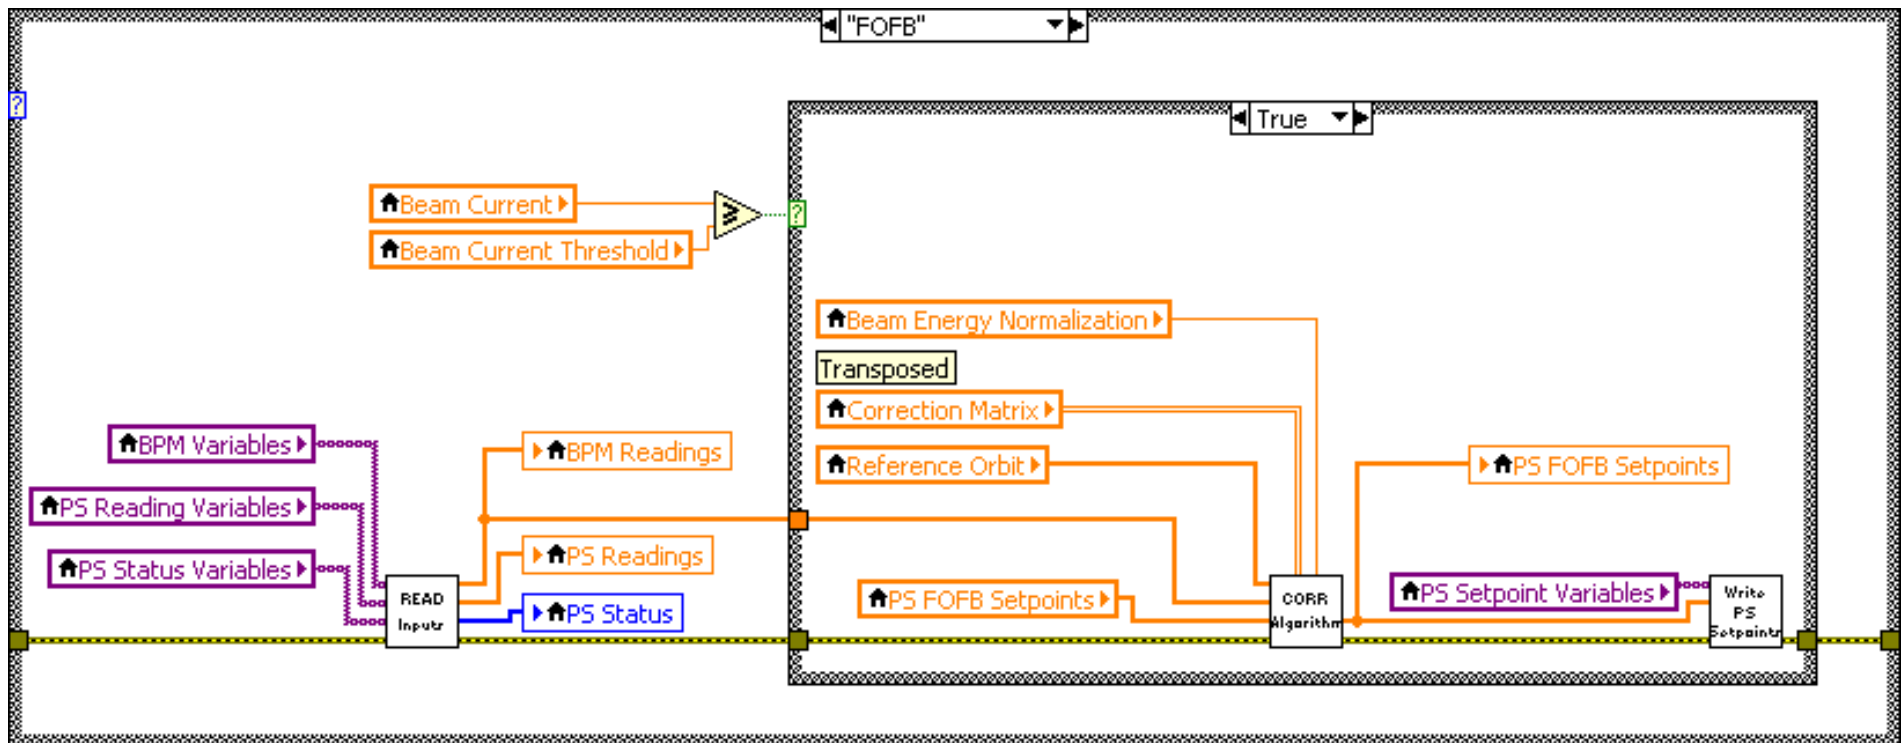 "FOFB"
?
True
Beam Current
?
Beam Current Threshold
Beam Energy Normalization
Transposed
Correction Matrix
BPM Variables
BPM Readings
Reference Orbit
PS FOFB Setpoints
PS Reading Variables
PS Readings
PS Status Variables
READ
Inputs
PS Status
PS FOFB Setpoints
CORR
Algorithm
PS Setpoint Variables
Write
PS
Setpoints